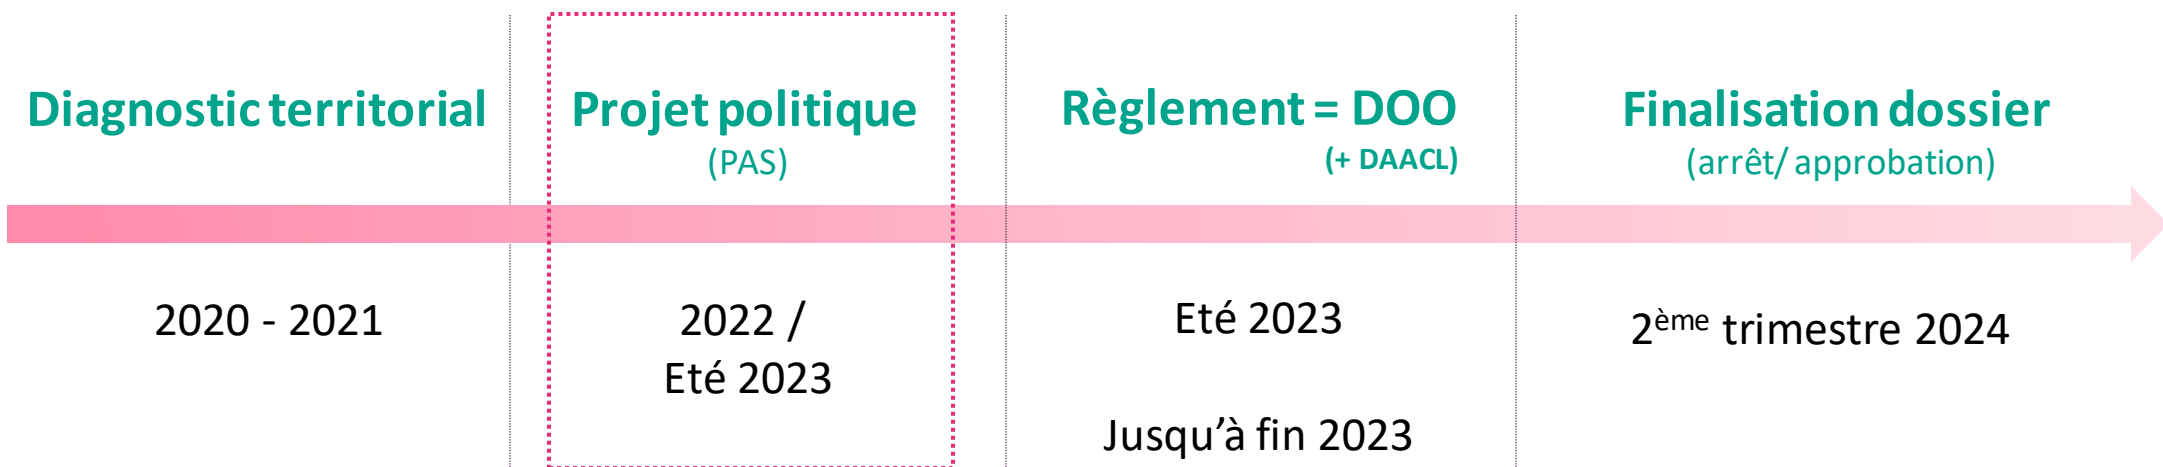 Diagnostic territorial
Projet politique
(PAS)
Règlement = DOO
(+ DAACL)
Finalisation dossier
(arrêt/ approbation)
2020 - 2021
2022 /
Eté 2023
Eté 2023
Jusqu’à fin 2023
2ème trimestre 2024